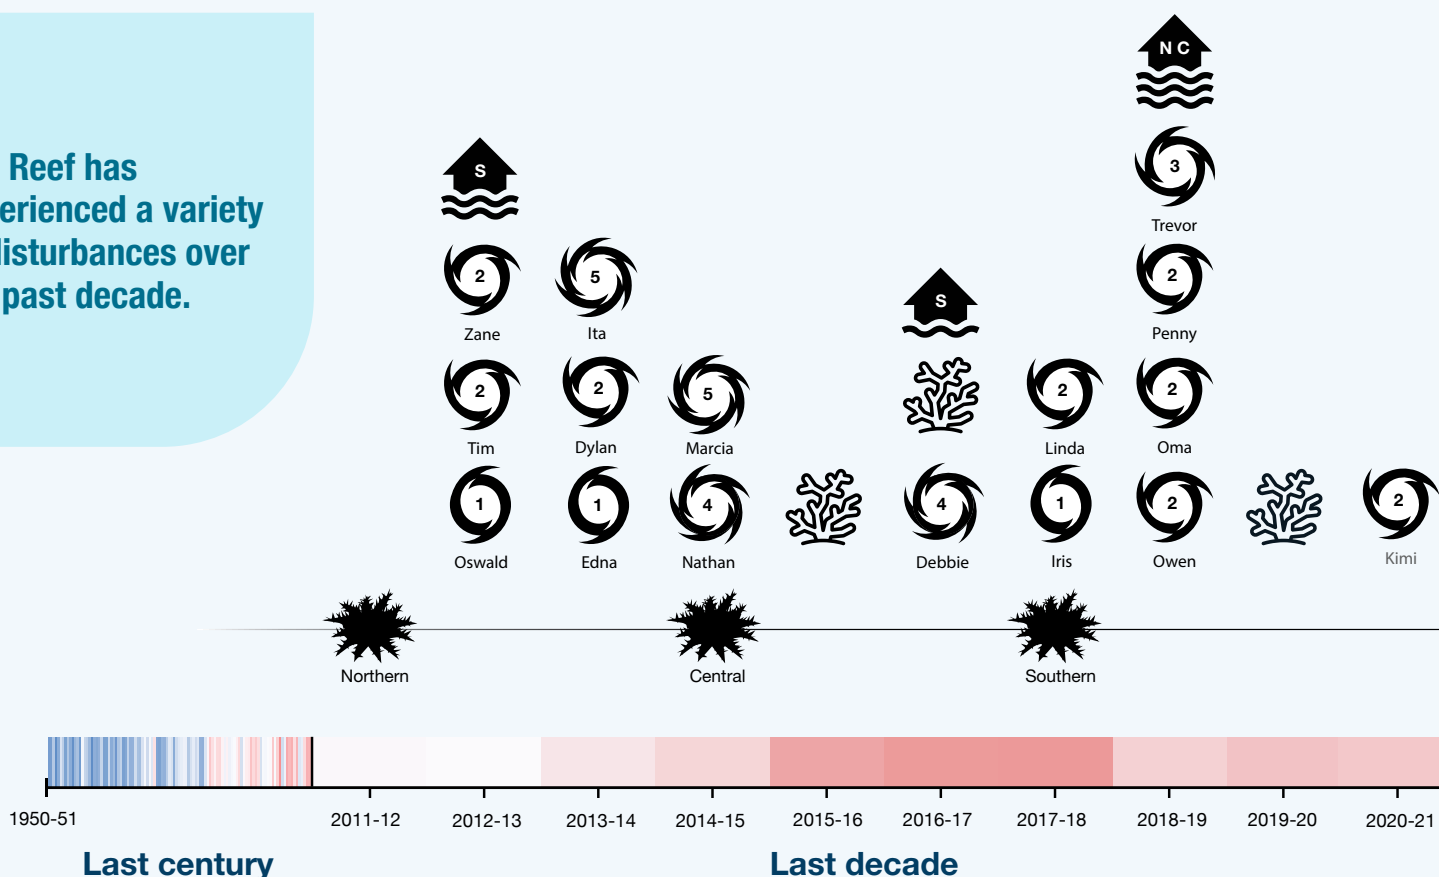 Reef has
erienced a variety
disturbances over
past decade.
N C
3
Trevor
S
2
Zane
5
Ita
2
Penny
S
2
Tim
2
Dylan
5
Marcia
2
Linda
2
Oma
1
Oswald
1
Edna
4
Nathan
4
Debbie
1
Iris
2
Owen
2
Kimi
Northern
Central
Southern
1950-51
2011-12
2012-13
2013-14
2014-15
2015-16
2016-17
2017-18
2018-19
2019-20
2020-21
Last century
Last decade